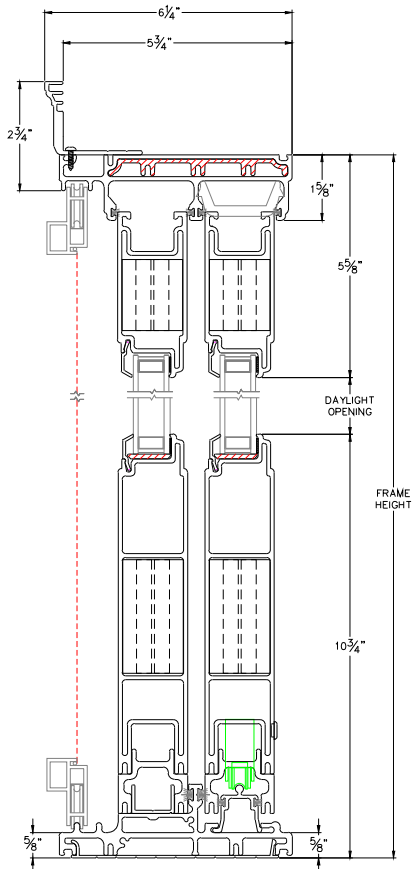 6¼"
5¾"
2¾"
1⅝"
5⅝"
DAYLIGHT
OPENING
FRAME
HEIGHT
10¾"
⅝"
⅝"